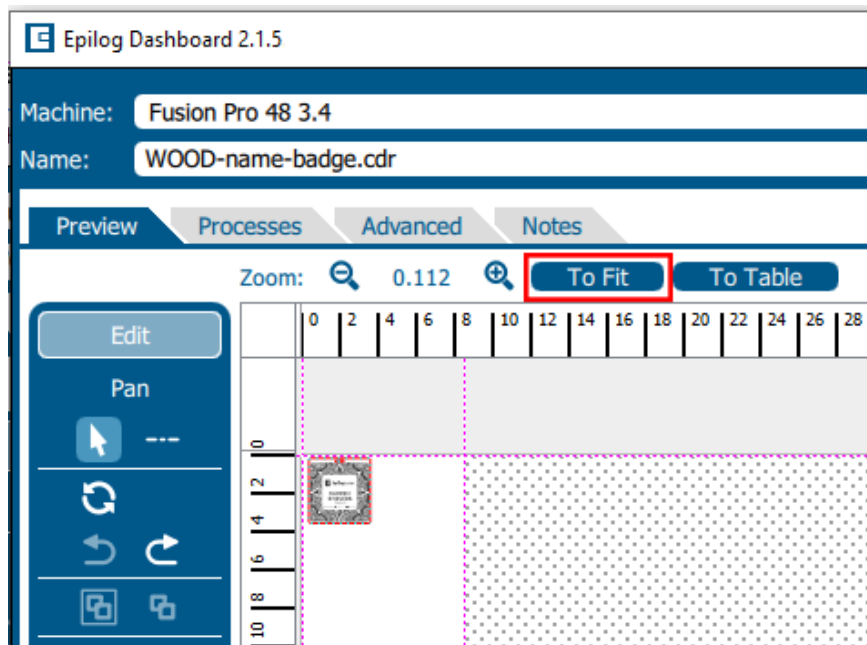 Epilog Dashboard 2.1.5
Machine: Fusion Pro 48 3.4
Name: WOOD-name-badge.cdr
Preview Processes Advanced Notes
Zoom: 0.112 To Fit To Table
0 2 4 6 8 10 12 14 16 18 20 22 24 26 28
Edit
Pan
0
2
4
6
8
10